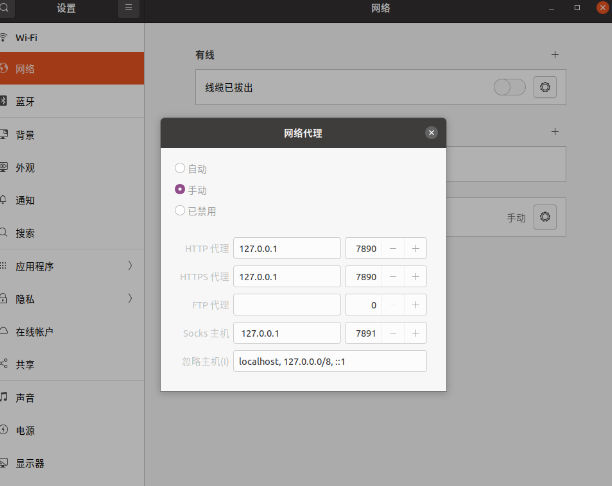 设置
网络
Wi-Fi
网络
蓝牙
背景
外观
通知
搜索
应用程序
隐私
在线帐户
共享
声音
电源
显示器
有线
线缆已拔出
手动
网络代理
自动
手动
已禁用
HTTP 代理 127.0.0.1 7890
HTTPS 代理 127.0.0.1 7890
FTP 代理 0
Socks 主机 127.0.0.1 7891
忽略主机(I) localhost, 127.0.0.0/8, ::1